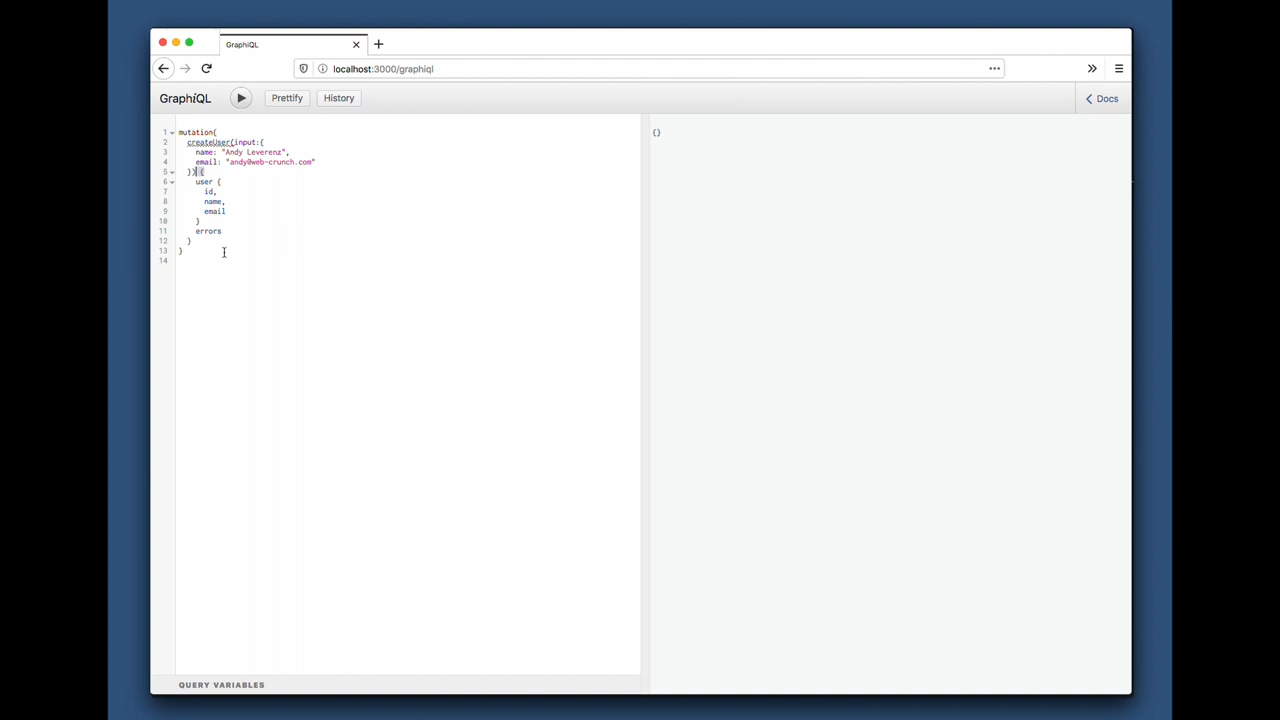 GraphiQL
localhost:3000/graphiql
GraphiQL
Prettify
History
Docs
1 mutation{
2 createUser(input:{
3 name: "Andy Leverenz",
4 email: "andy@web-crunch.com"
5 }) {
6 user {
7 id,
8 name,
9 email
10 }
11 errors
12 }
13 }
14
{}
QUERY VARIABLES